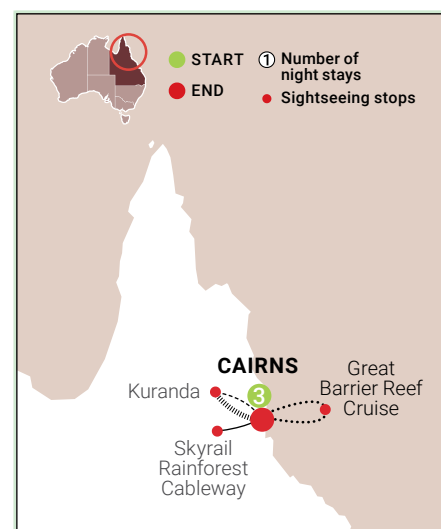 START
END
1 Number of
night stays
Sightseeing stops
CAIRNS
3
Kuranda
Great
Barrier Reef
Cruise
Skyrail
Rainforest
Cableway